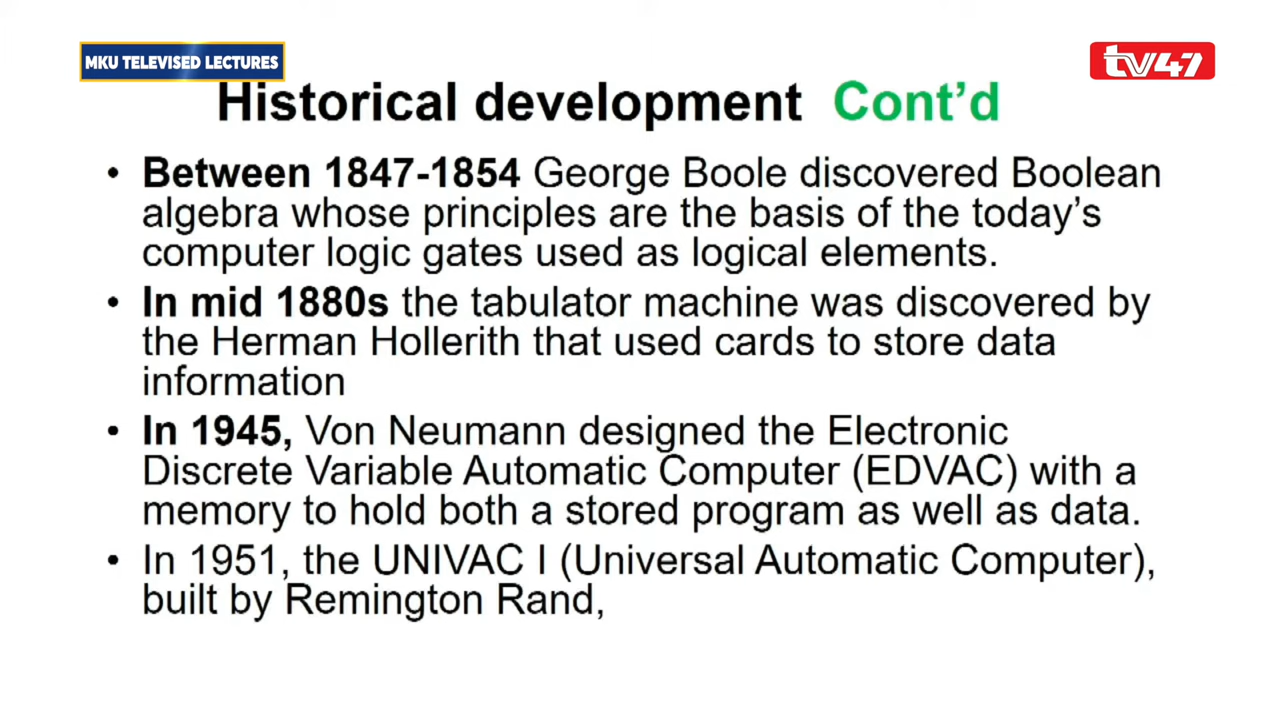 MKU TELEVISED LECTURES
tv47
Historical development Cont'd
• Between 1847-1854 George Boole discovered Boolean
algebra whose principles are the basis of the today's
computer logic gates used as logical elements.
• In mid 1880s the tabulator machine was discovered by
the Herman Hollerith that used cards to store data
information
• In 1945, Von Neumann designed the Electronic
Discrete Variable Automatic Computer (EDVAC) with a
memory to hold both a stored program as well as data.
• In 1951, the UNIVAC I (Universal Automatic Computer),
built by Remington Rand,